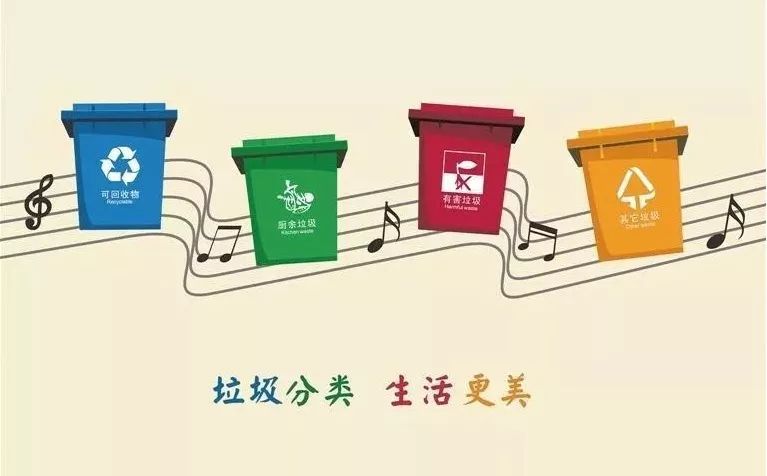 可回收物
Recyclable
厨余垃圾
Kitchen waste
有害垃圾
Harmful waste
其它垃圾
Other waste
垃圾分类 生活更美